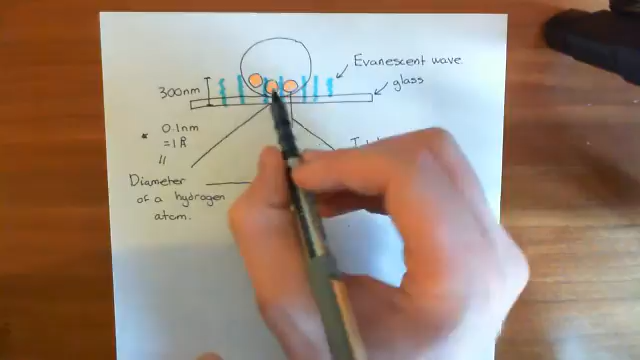 Evanescent wave
300nm
glass
* 0.1nm
= 1 Å
"
Diameter
of a hydrogen
atom.